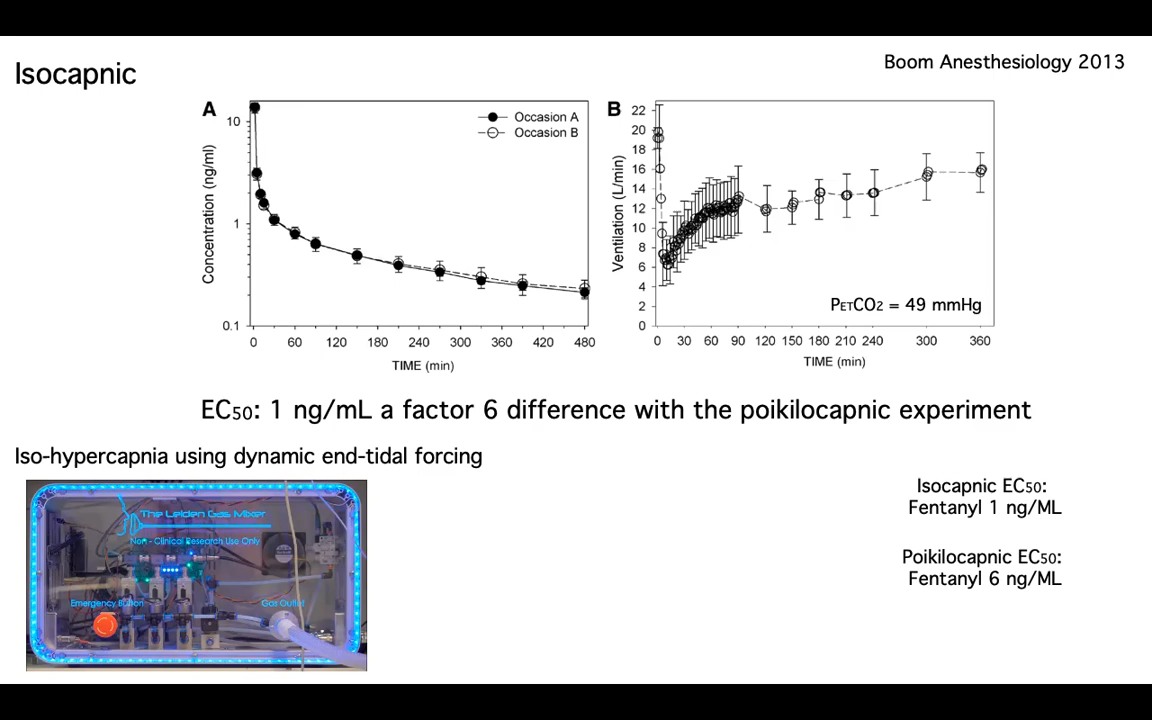 Isocapnic
Boom Anesthesiology 2013
A
Occasion A
Occasion B
10
1
0.1
Concentration (ng/ml)
0 60 120 180 240 300 360 420 480
TIME (min)
B
22
20
18
16
14
12
10
8
6
4
2
0
Ventilation (L/min)
PETCO2 = 49 mmHg
0 30 60 90 120 150 180 210 240 300 360
TIME (min)
EC50: 1 ng/mL a factor 6 difference with the poikilocapnic experiment
Iso-hypercapnia using dynamic end-tidal forcing
The Leiden Gas Mixer
Non - Clinical Research Use Only
Emergency Button
Gas Outlet
Isocapnic EC50:
Fentanyl 1 ng/ML
Poikilocapnic EC50:
Fentanyl 6 ng/ML